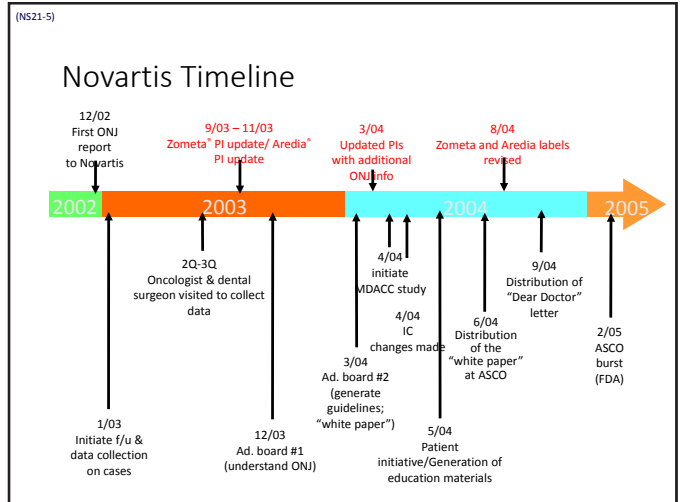 (NS21-5)
Novartis Timeline
12/02
First ONJ
report
to Novartis
9/03 – 11/03
Zometa® PI update/ Aredia®
PI update
3/04
Updated PIs
with additional
ONJ info
8/04
Zometa and Aredia labels
revised
2002
2003
2004
2005
2Q-3Q
Oncologist & dental
surgeon visited to collect
data
4/04
initiate
MDACC study
4/04
IC
changes made
9/04
Distribution of
“Dear Doctor”
letter
6/04
Distribution
of the
“white paper”
at ASCO
2/05
ASCO
burst
(FDA)
3/04
Ad. board #2
(generate
guidelines;
“white paper”)
1/03
Initiate f/u &
data collection
on cases
12/03
Ad. board #1
(understand ONJ)
5/04
Patient
initiative/Generation of
education materials